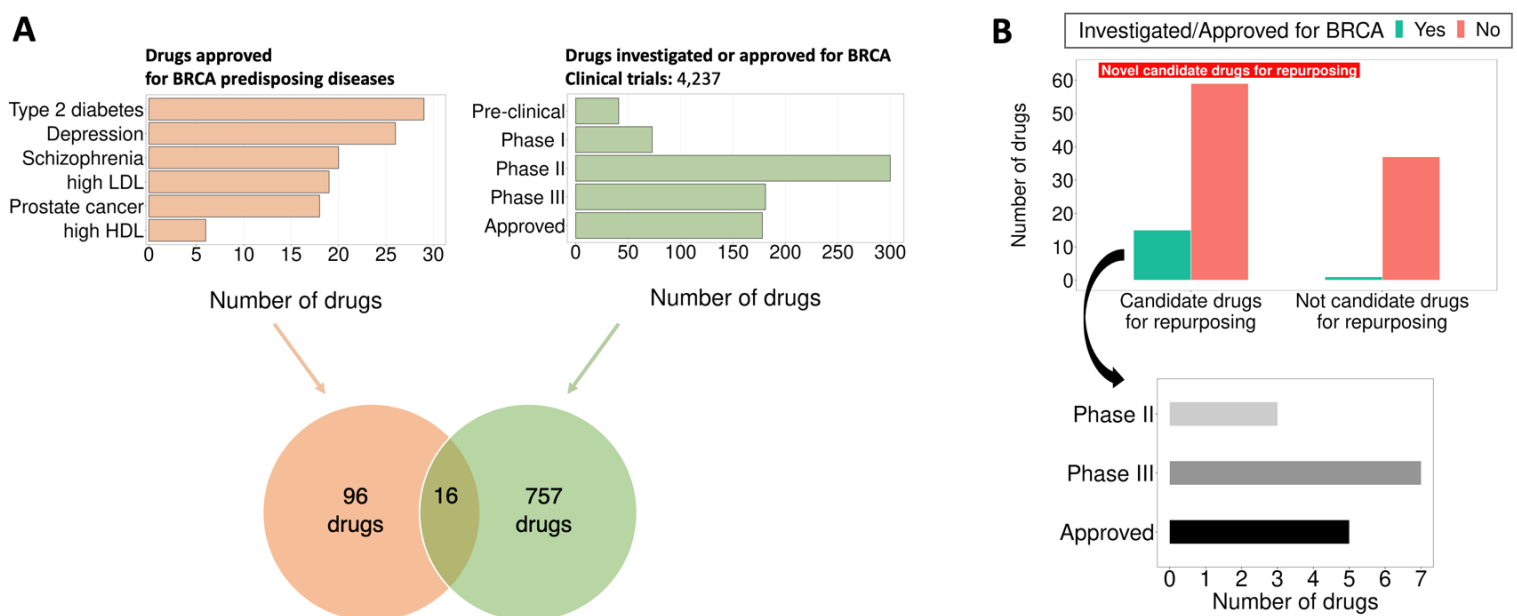 A
Drugs approved
for BRCA predisposing diseases
Type 2 diabetes
Depression
Schizophrenia
high LDL
Prostate cancer
high HDL
0 5 10 15 20 25 30
Number of drugs
Drugs investigated or approved for BRCA
Clinical trials: 4,237
Pre-clinical
Phase I
Phase II
Phase III
Approved
0 50 100 150 200 250 300
Number of drugs
96
drugs
16
757
drugs
B
Investigated/Approved for BRCA Yes No
Novel candidate drugs for repurposing
60
50
40
30
20
10
0
Number of drugs
Candidate drugs
for repurposing
Not candidate drugs
for repurposing
Phase II
Phase III
Approved
0 1 2 3 4 5 6 7
Number of drugs